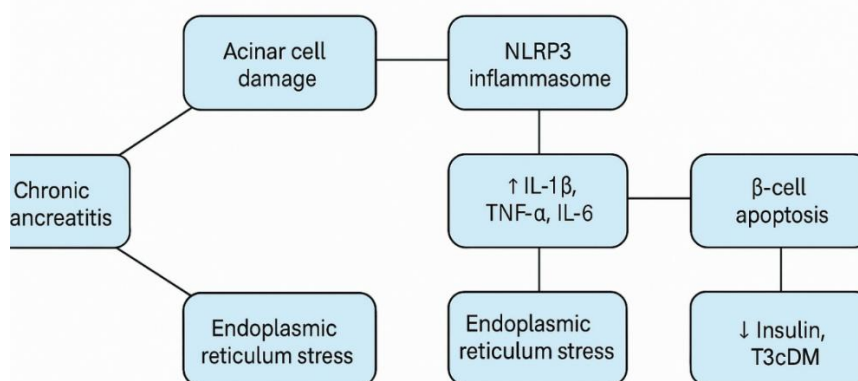 Acinar cell
damage
NLRP3
inflammasome
Chronic
ancreatitis
↑ IL-1β,
TNF-α, IL-6
β-cell
apoptosis
Endoplasmic
reticulum stress
Endoplasmic
reticulum stress
↓ Insulin,
T3cDM